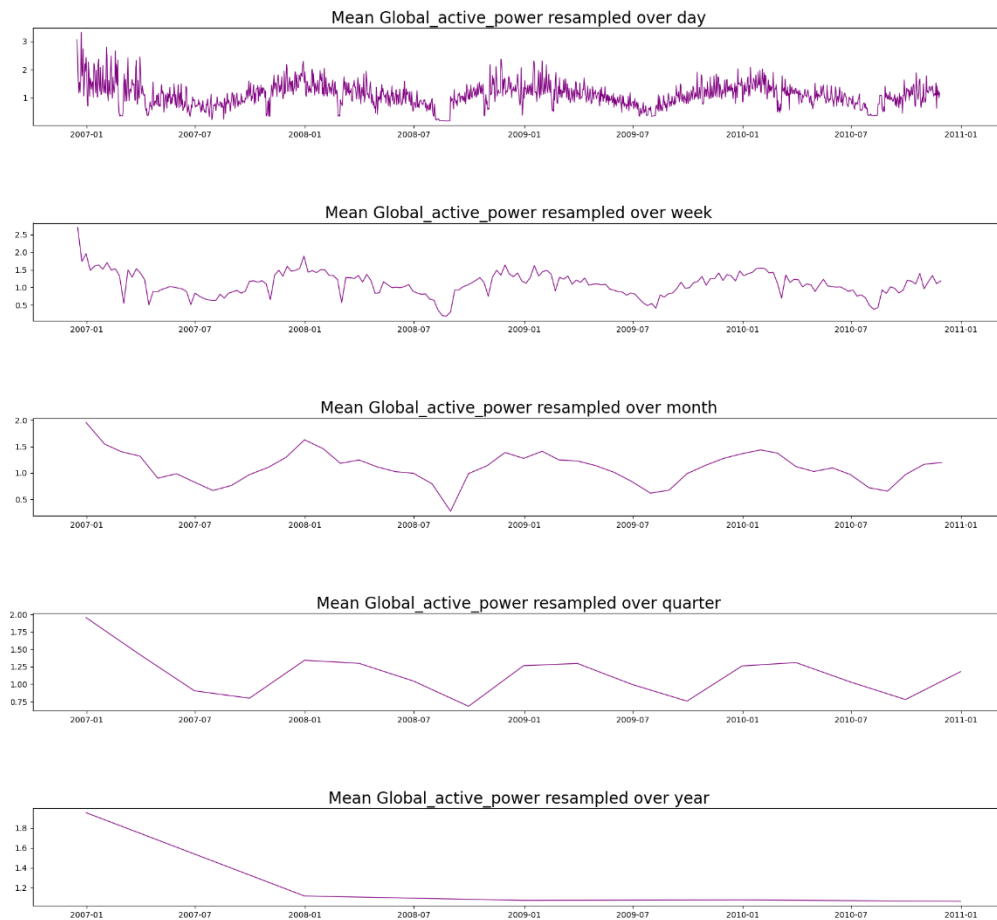 Mean Global_active_power resampled over day
3
2
1
2007-01 2007-07 2008-01 2008-07 2009-01 2009-07 2010-01 2010-07 2011-01
Mean Global_active_power resampled over week
2.5
2.0
1.5
1.0
0.5
2007-01 2007-07 2008-01 2008-07 2009-01 2009-07 2010-01 2010-07 2011-01
Mean Global_active_power resampled over month
2.0
1.5
1.0
0.5
2007-01 2007-07 2008-01 2008-07 2009-01 2009-07 2010-01 2010-07 2011-01
Mean Global_active_power resampled over quarter
2.00
1.75
1.50
1.25
1.00
0.75
2007-01 2007-07 2008-01 2008-07 2009-01 2009-07 2010-01 2010-07 2011-01
Mean Global_active_power resampled over year
1.8
1.6
1.4
1.2
2007-01 2007-07 2008-01 2008-07 2009-01 2009-07 2010-01 2010-07 2011-01